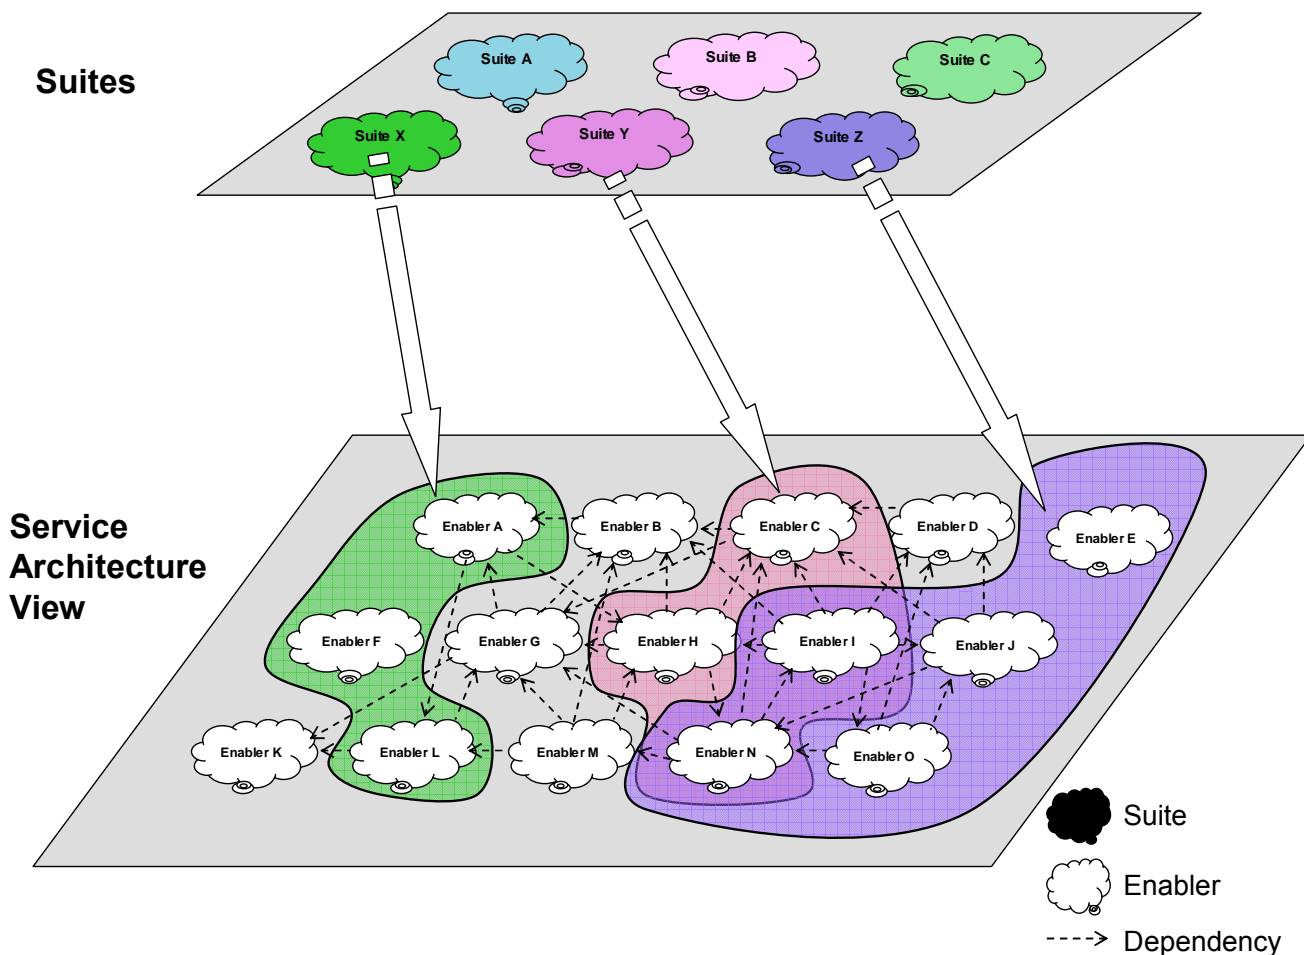 Suites
Suite A
Suite B
Suite C
Suite X
Suite Y
Suite Z
Service
Architecture
View
Enabler A
Enabler B
Enabler C
Enabler D
Enabler E
Enabler F
Enabler G
Enabler H
Enabler I
Enabler J
Enabler K
Enabler L
Enabler M
Enabler N
Enabler O
Suite
Enabler
Dependency